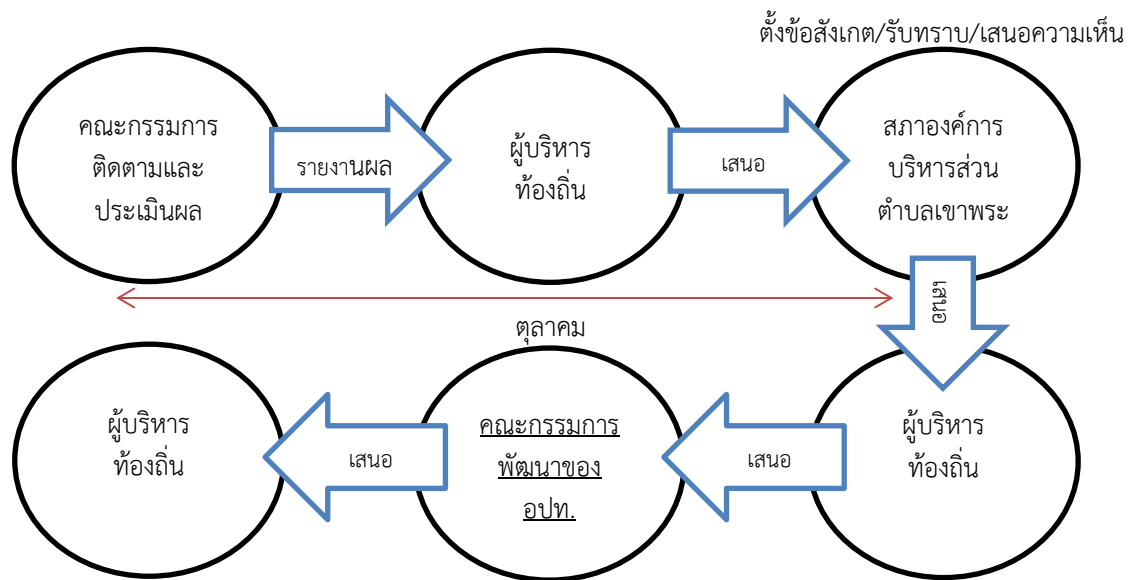 ตั้งข้อสังเกต/รับทราบ/เสนอความเห็น
คณะกรรมการ
ติดตามและ
ประเมินผล
รายงานผล
ผู้บริหาร
ท้องถิ่น
เสนอ
สภาองค์การ
บริหารส่วน
ตำบลเขาพระ
เสนอ
ตุลาคม
ผู้บริหาร
ท้องถิ่น
เสนอ
คณะกรรมการ
พัฒนาของ
อปท.
เสนอ
ผู้บริหาร
ท้องถิ่น